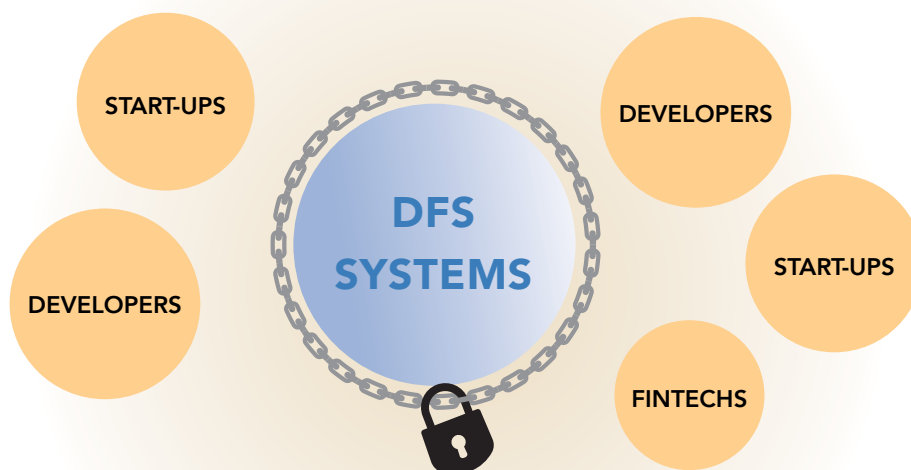 START-UPS
DEVELOPERS
DFS
SYSTEMS
DEVELOPERS
START-UPS
FINTECHS